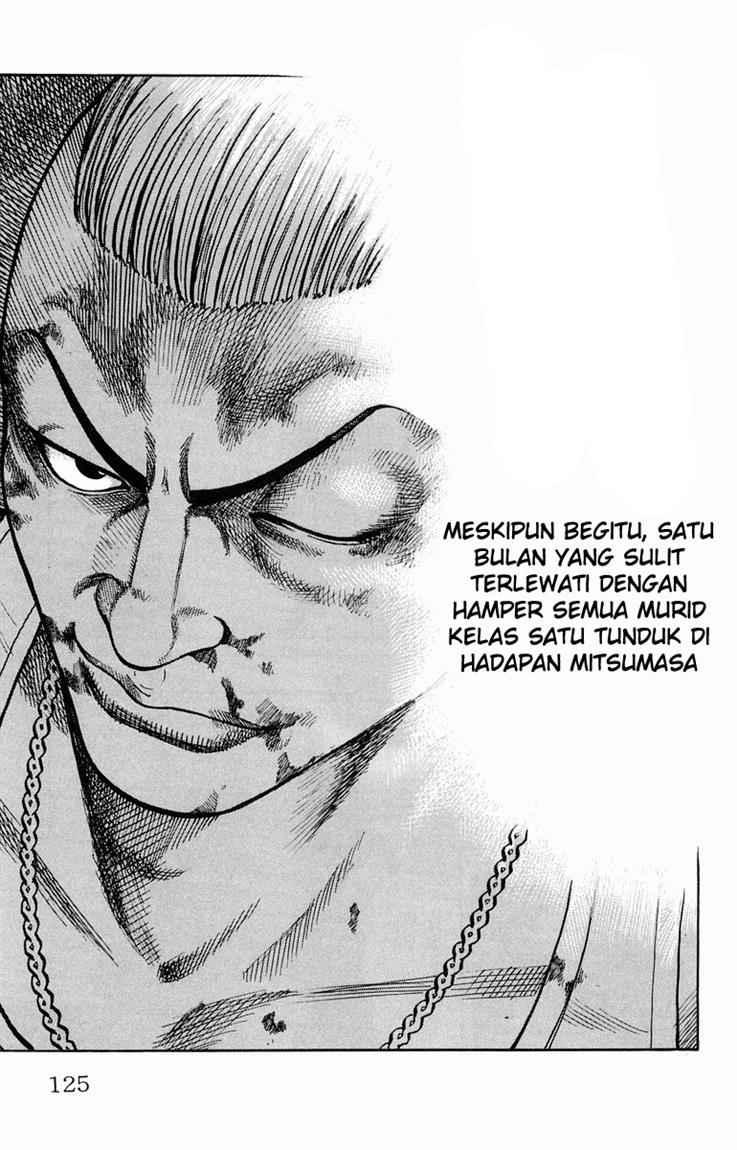 MESKIPUN BEGITU, SATU
BULAN YANG SULIT
TERLEWATI DENGAN
HAMPER SEMUA MURID
KELAS SATU TUNDUK DI
HADAPAN MITSUMASA
125